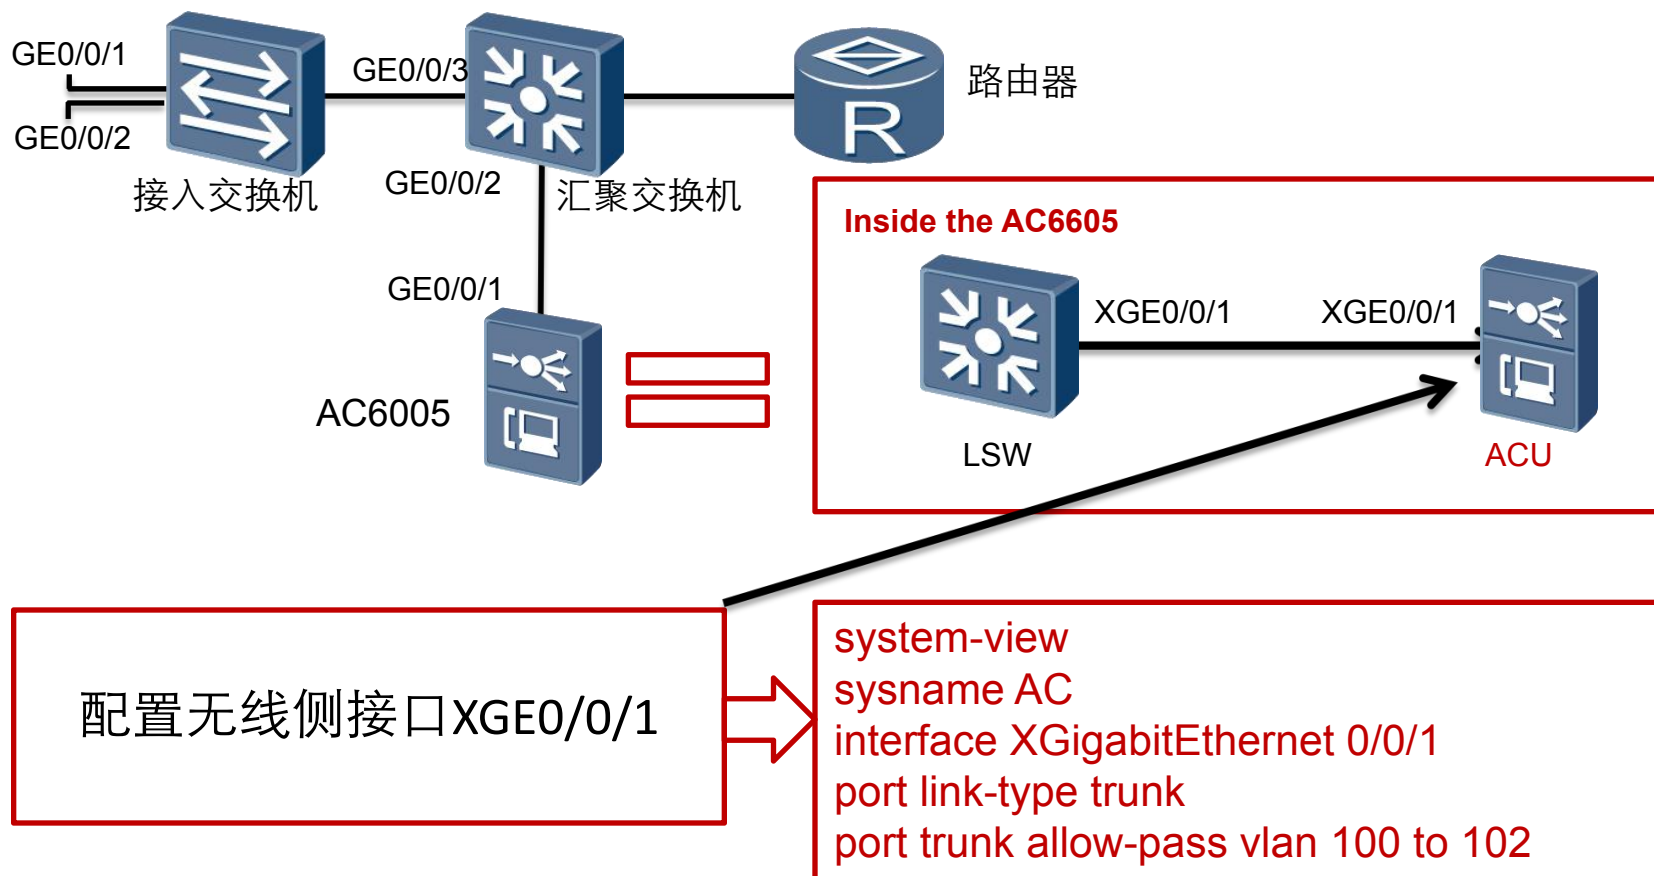 GE0/0/1
GE0/0/2
接入交换机
GE0/0/3
GE0/0/2
汇聚交换机
R
路由器
GE0/0/1
AC6005
Inside the AC6605
XGE0/0/1
XGE0/0/1
LSW
ACU
配置无线侧接口XGE0/0/1
system-view
sysname AC
interface XGigabitEthernet 0/0/1
port link-type trunk
port trunk allow-pass vlan 100 to 102